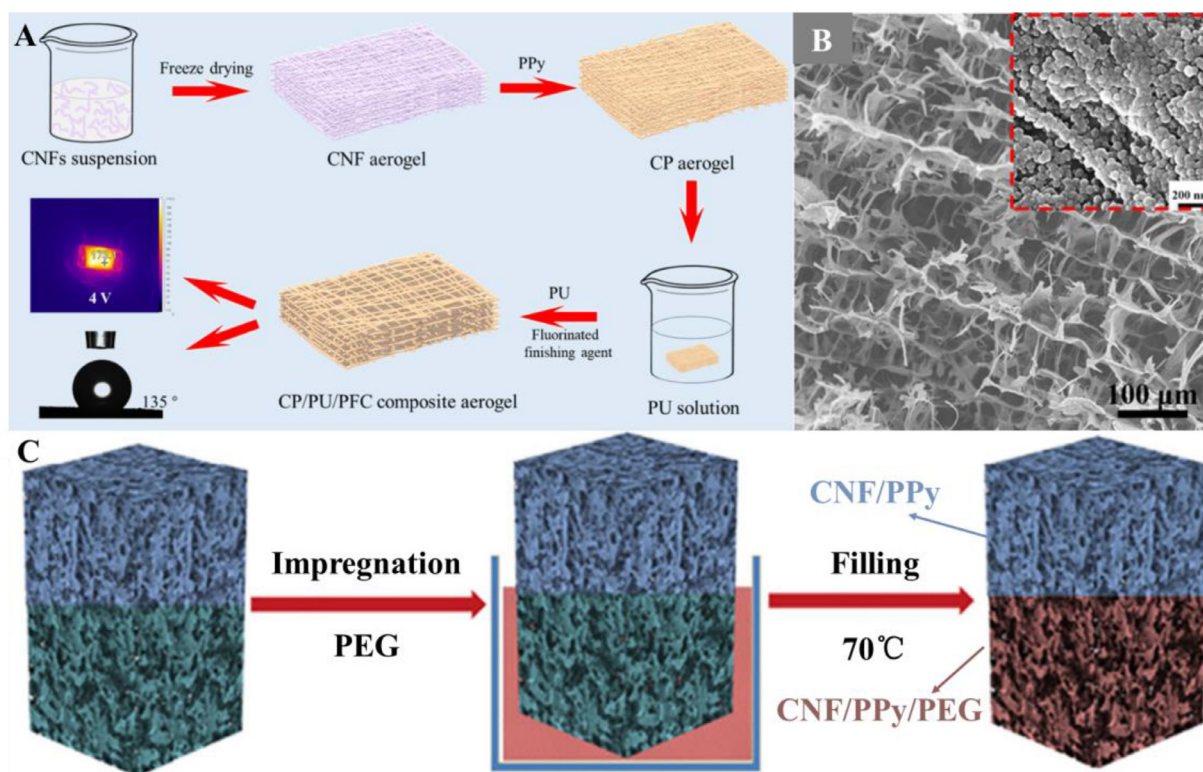 A
Freeze drying
PPy
CNFs suspension
CNF aerogel
CP aerogel
4 V
135 °
PU
Fluorinated
finishing agent
CP/PU/PFC composite aerogel
PU solution
B
200 nm
100 µm
C
Impregnation
PEG
Filling
70℃
CNF/PPy
CNF/PPy/PEG